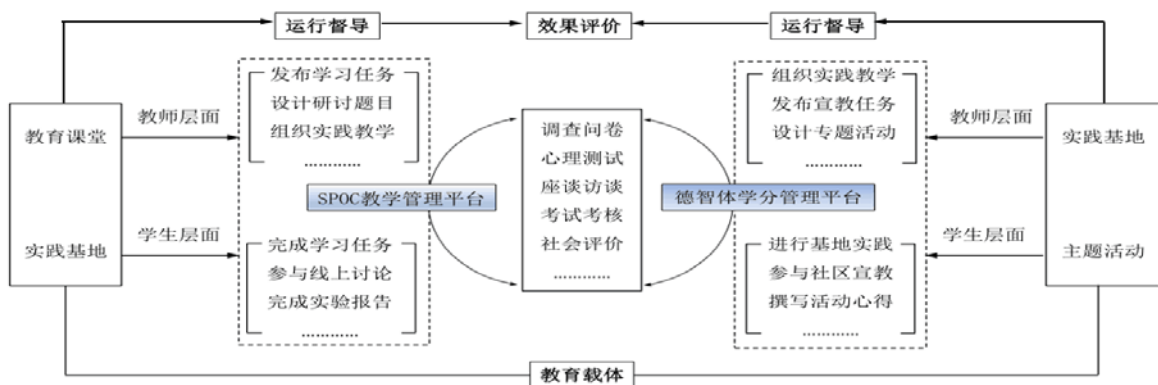 运行督导
效果评价
运行督导
教育课堂
实践基地
教师层面
学生层面
发布学习任务
设计研讨题目
组织实践教学
…………
SPOC教学管理平台
完成学习任务
参与线上讨论
完成实验报告
…………
调查问卷
心理测试
座谈访谈
考试考核
社会评价
…………
组织实践教学
发布宣教任务
设计专题活动
…………
德智体学分管理平台
进行基地实践
参与社区宣教
撰写活动心得
…………
教师层面
学生层面
实践基地
主题活动
教育载体